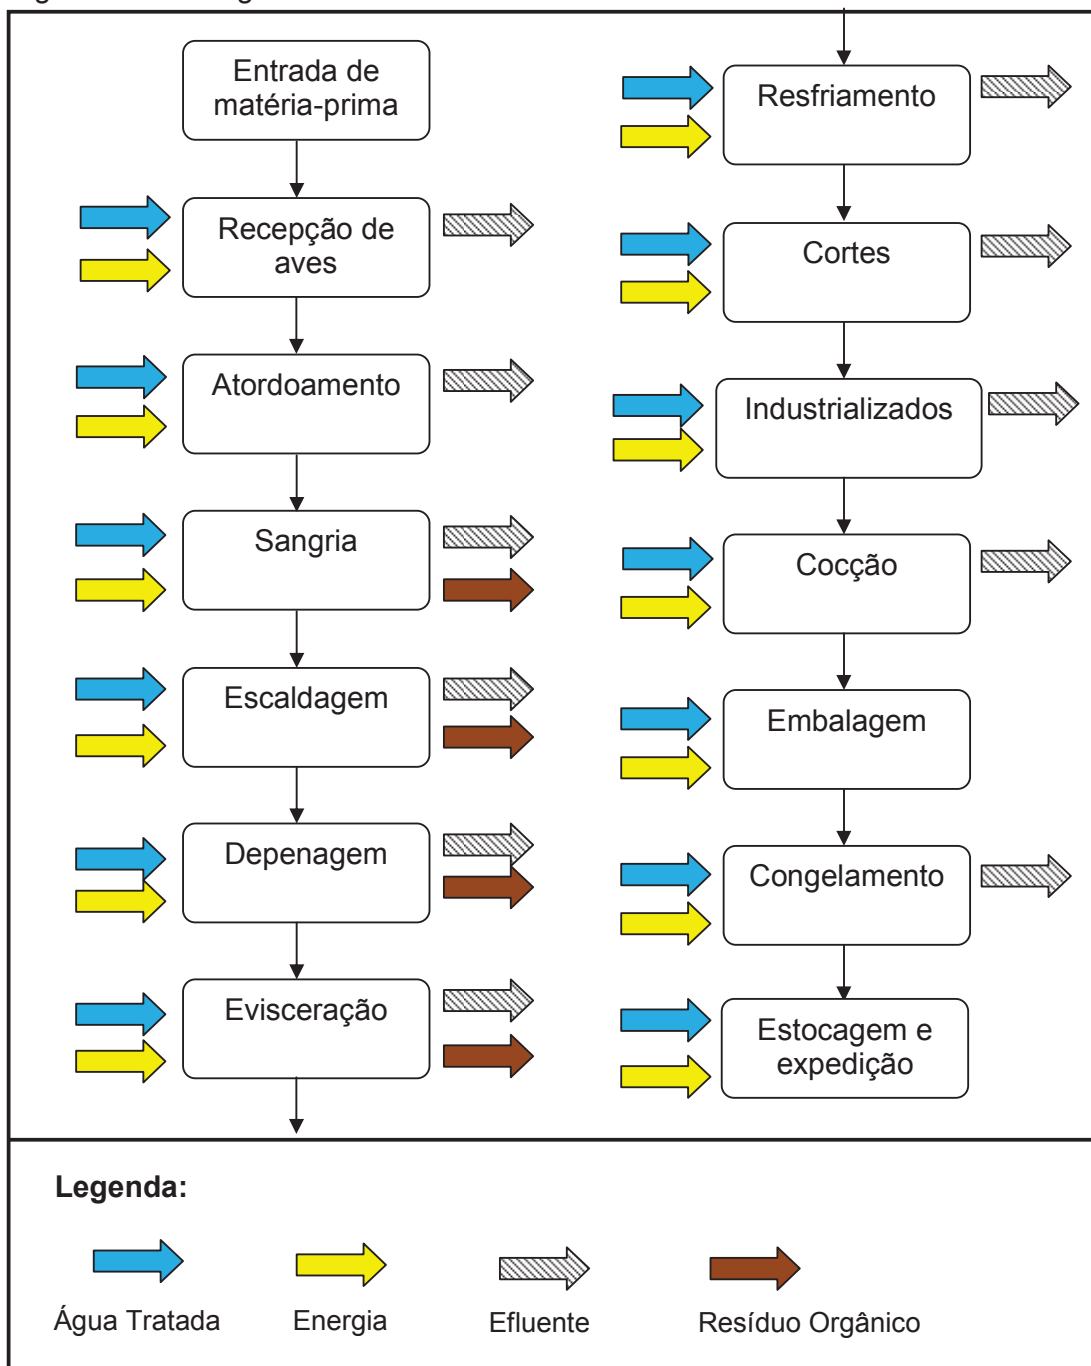 Entrada de
matéria-prima
Recepção de
aves
Atordoamento
Sangria
Escaldagem
Depenagem
Evisceração
Resfriamento
Cortes
Industrializados
Cocção
Embalagem
Congelamento
Estocagem e
expedição
Legenda:
Água Tratada
Energia
Efluente
Resíduo Orgânico